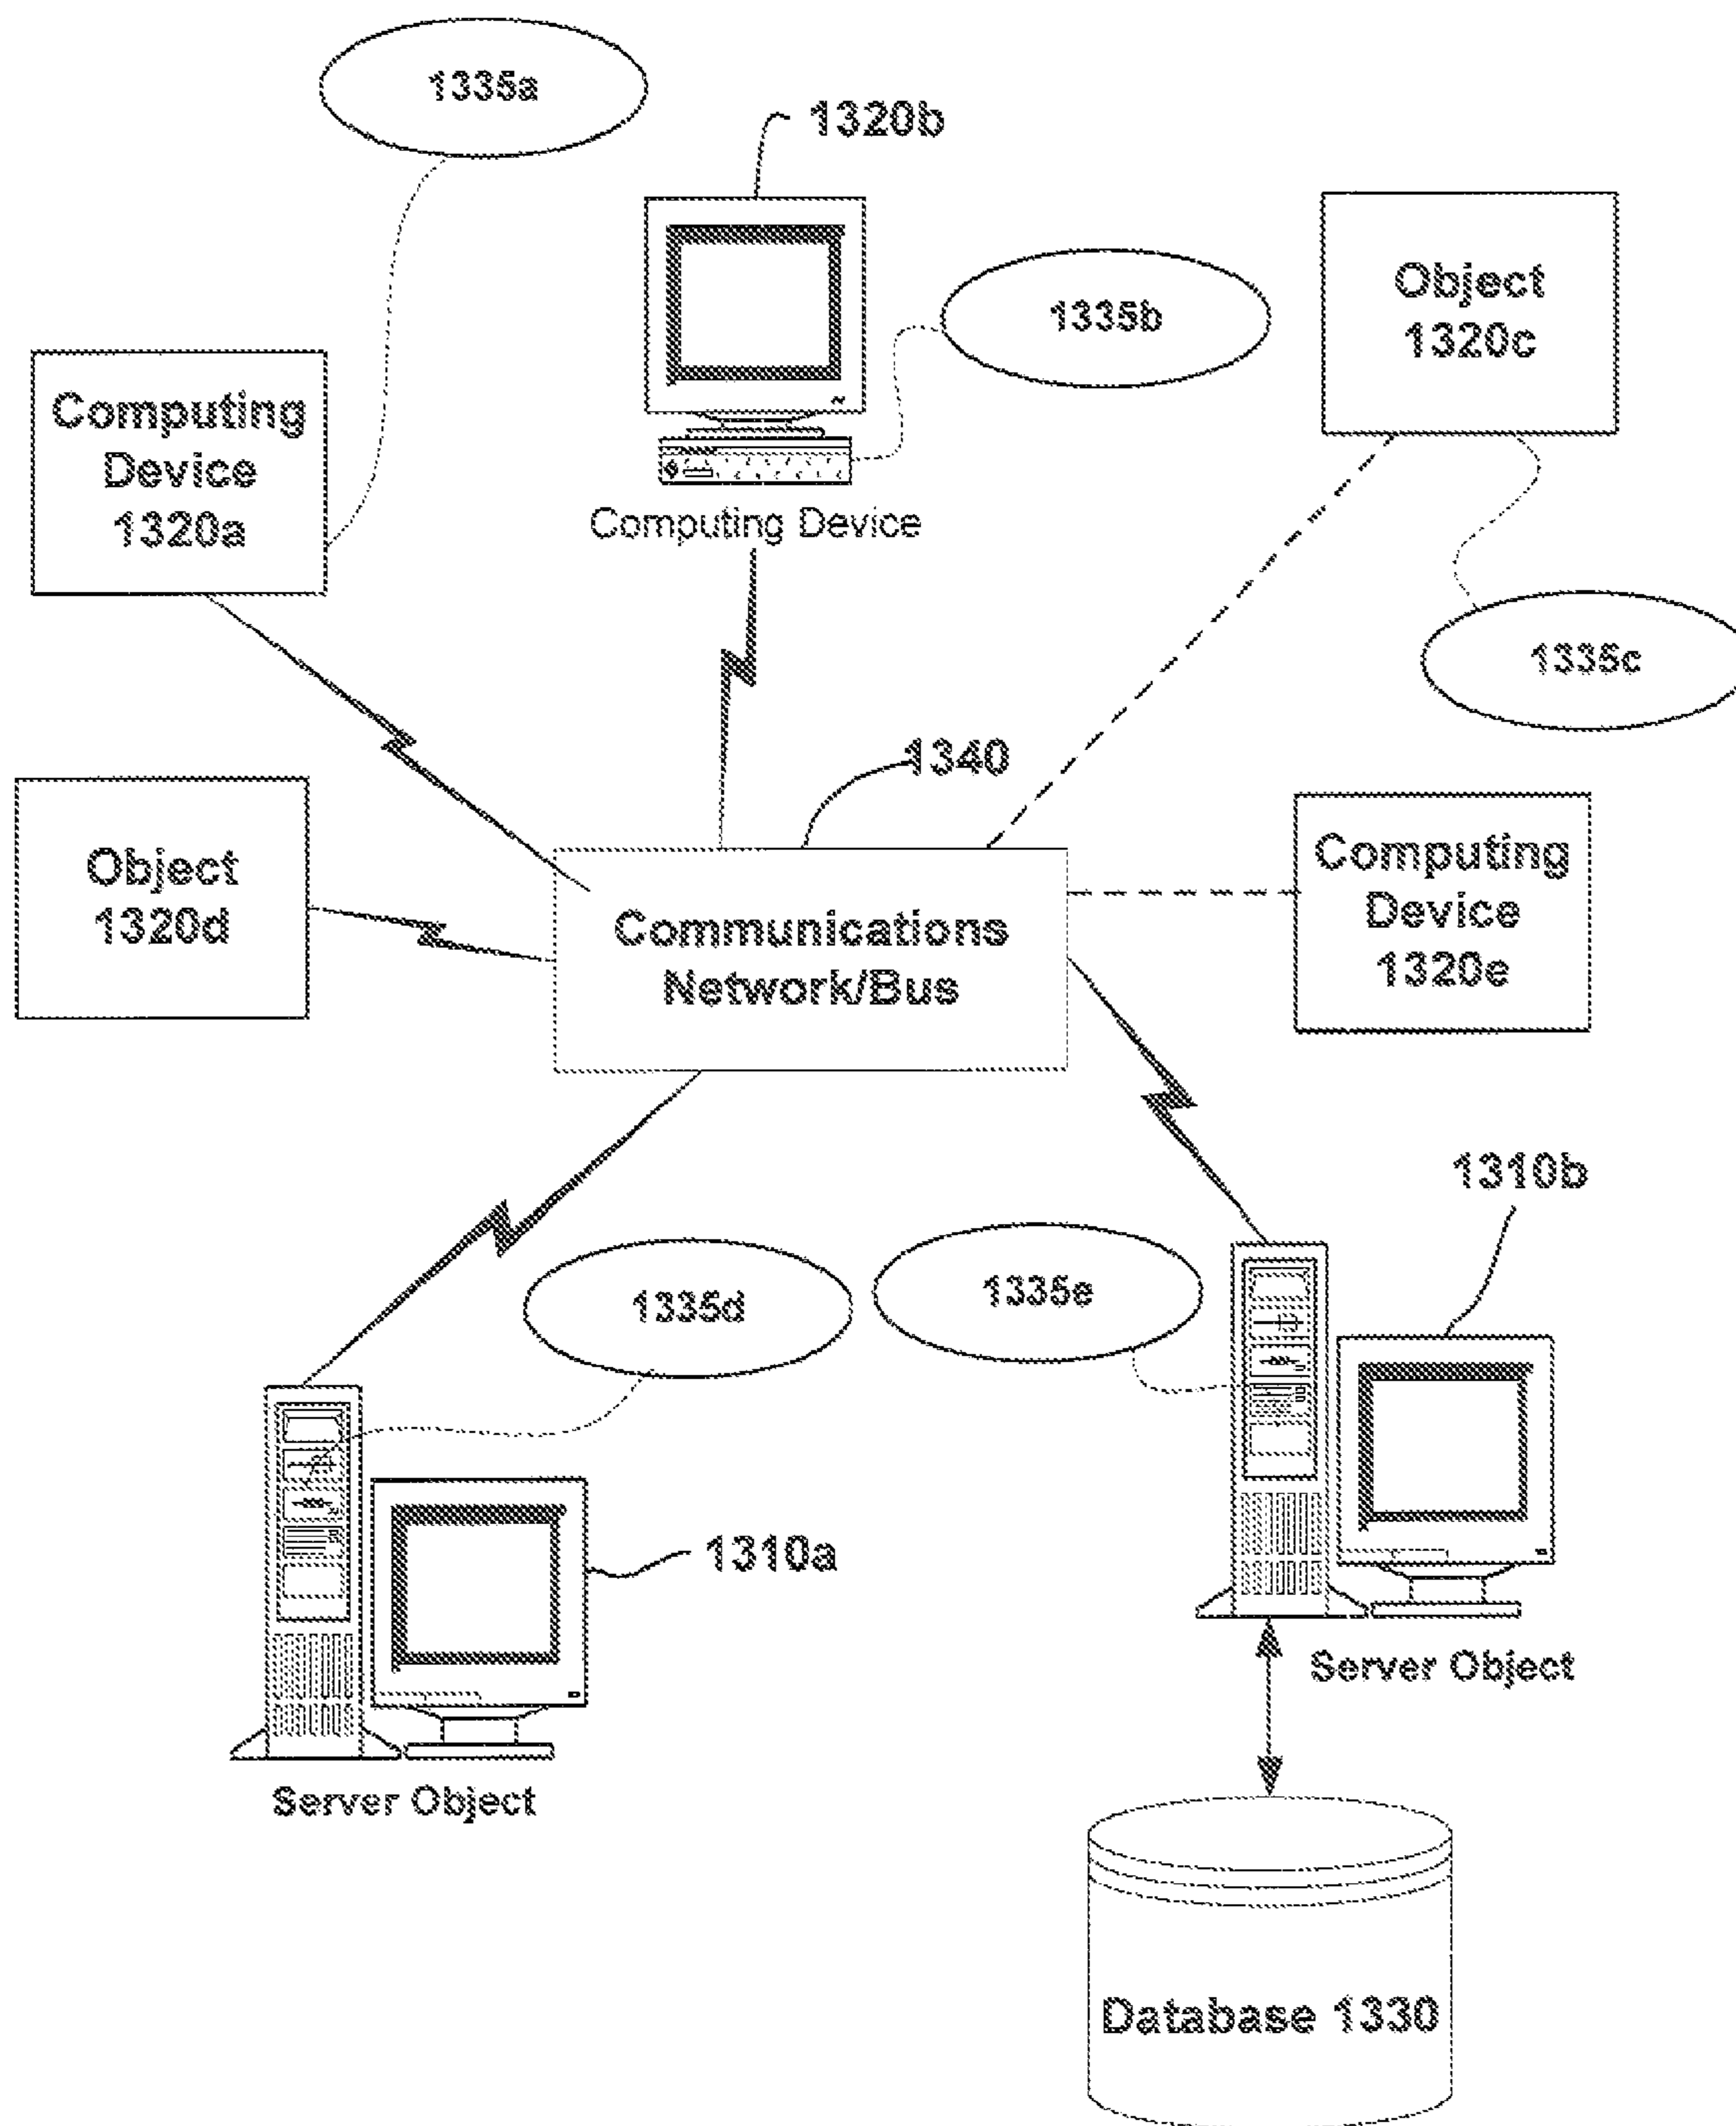 1335a
1320b
Object
1320c
1335b
Computing
Device
1320a
Computing Device
1335c
1340
Object
1320d
Computing
Device
1320e
Communications
Network/Bus
1310b
1335d
1335e
1310a
Server Object
Server Object
Database 1330